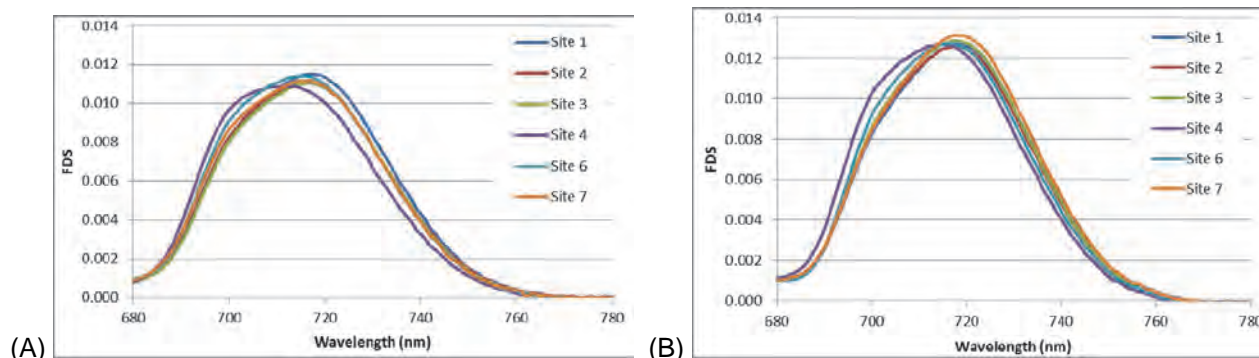 0.014
0.012
0.010
0.008
0.006
0.004
0.002
0.000
FDS
680
700
720
740
760
780
Wavelength (nm)
Site 1
Site 2
Site 3
Site 4
Site 6
Site 7
(A)
0.014
0.012
0.010
0.008
0.006
0.004
0.002
0.000
FDS
680
700
720
740
760
780
Wavelength (nm)
Site 1
Site 2
Site 3
Site 4
Site 6
Site 7
(B)